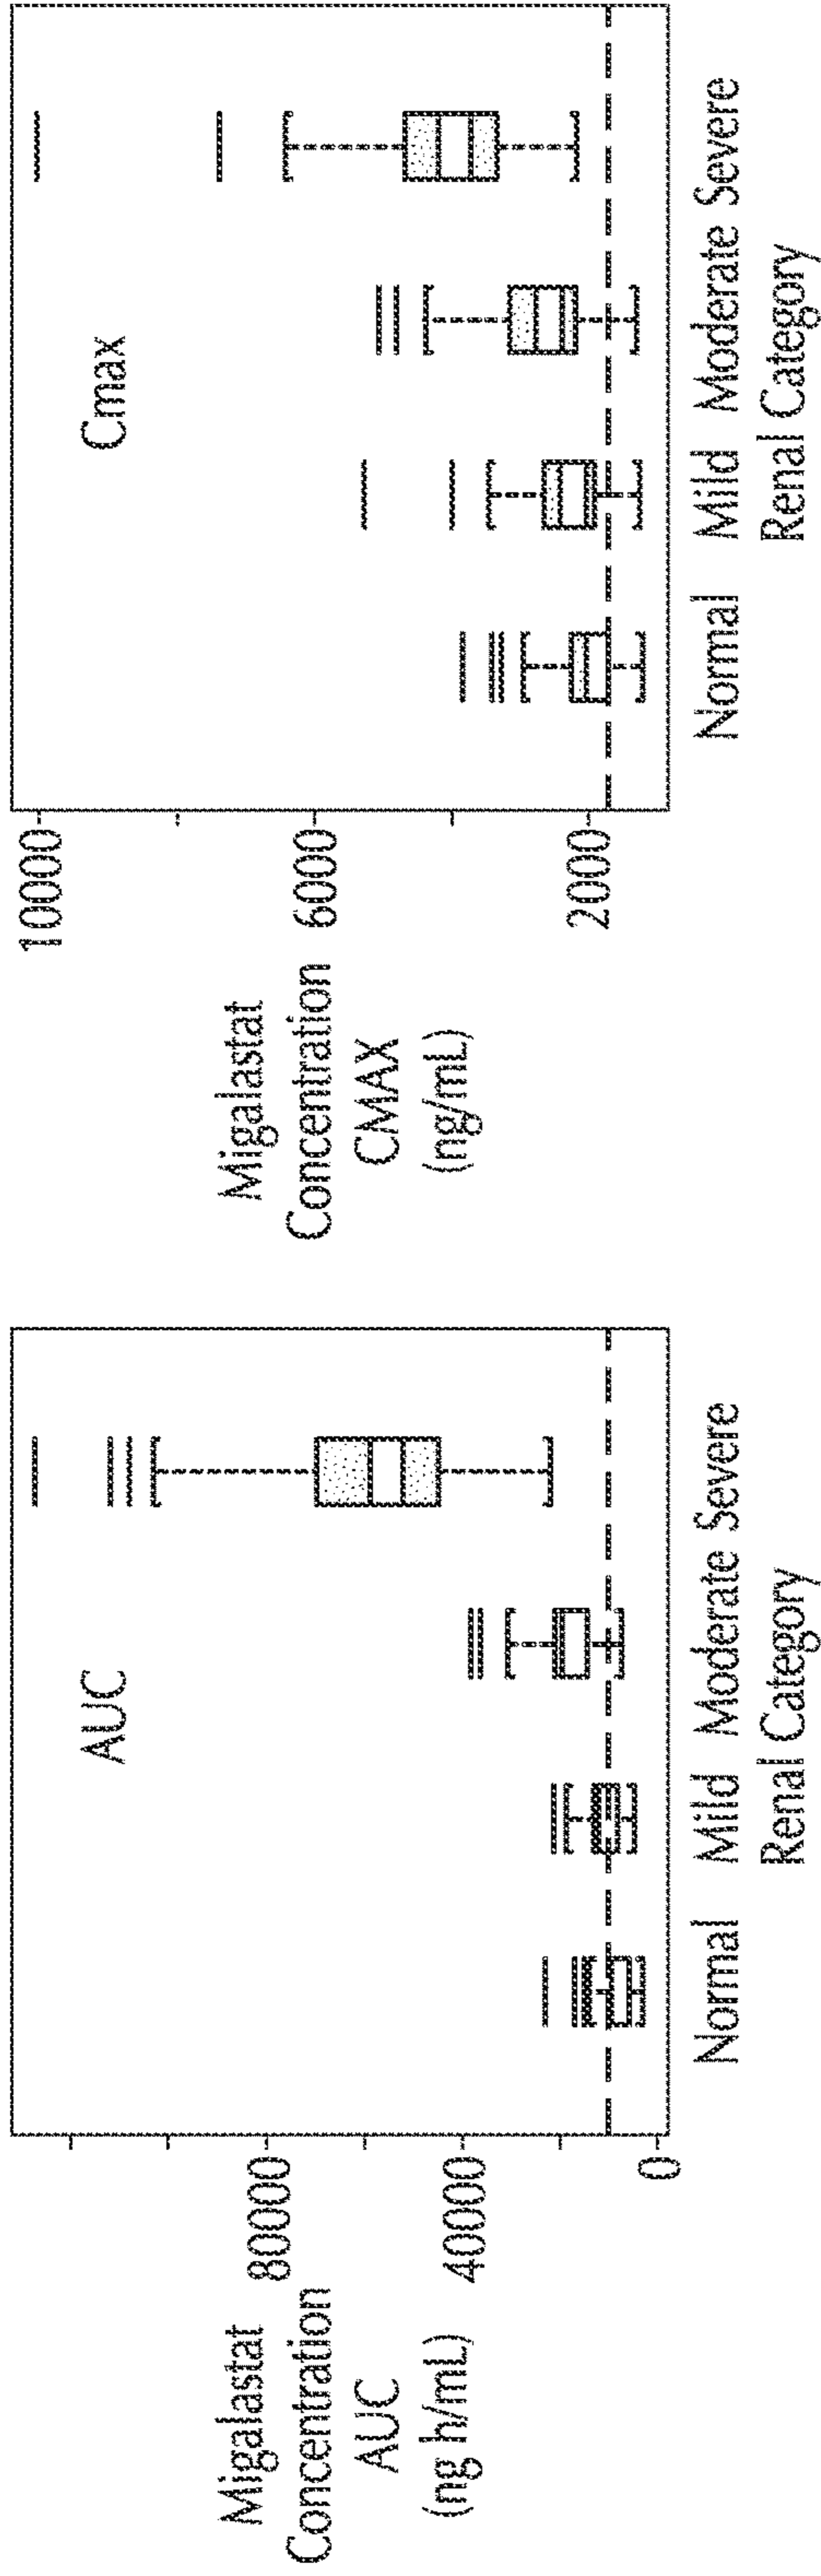 AUC
Migalastat
Concentration
AUC
(ng h/mL)
80000
40000
0
Normal Mild Moderate Severe
Renal Category
Cmax
Migalastat
Concentration
CMAX
(ng/mL)
10000
6000
2000
Normal Mild Moderate Severe
Renal Category